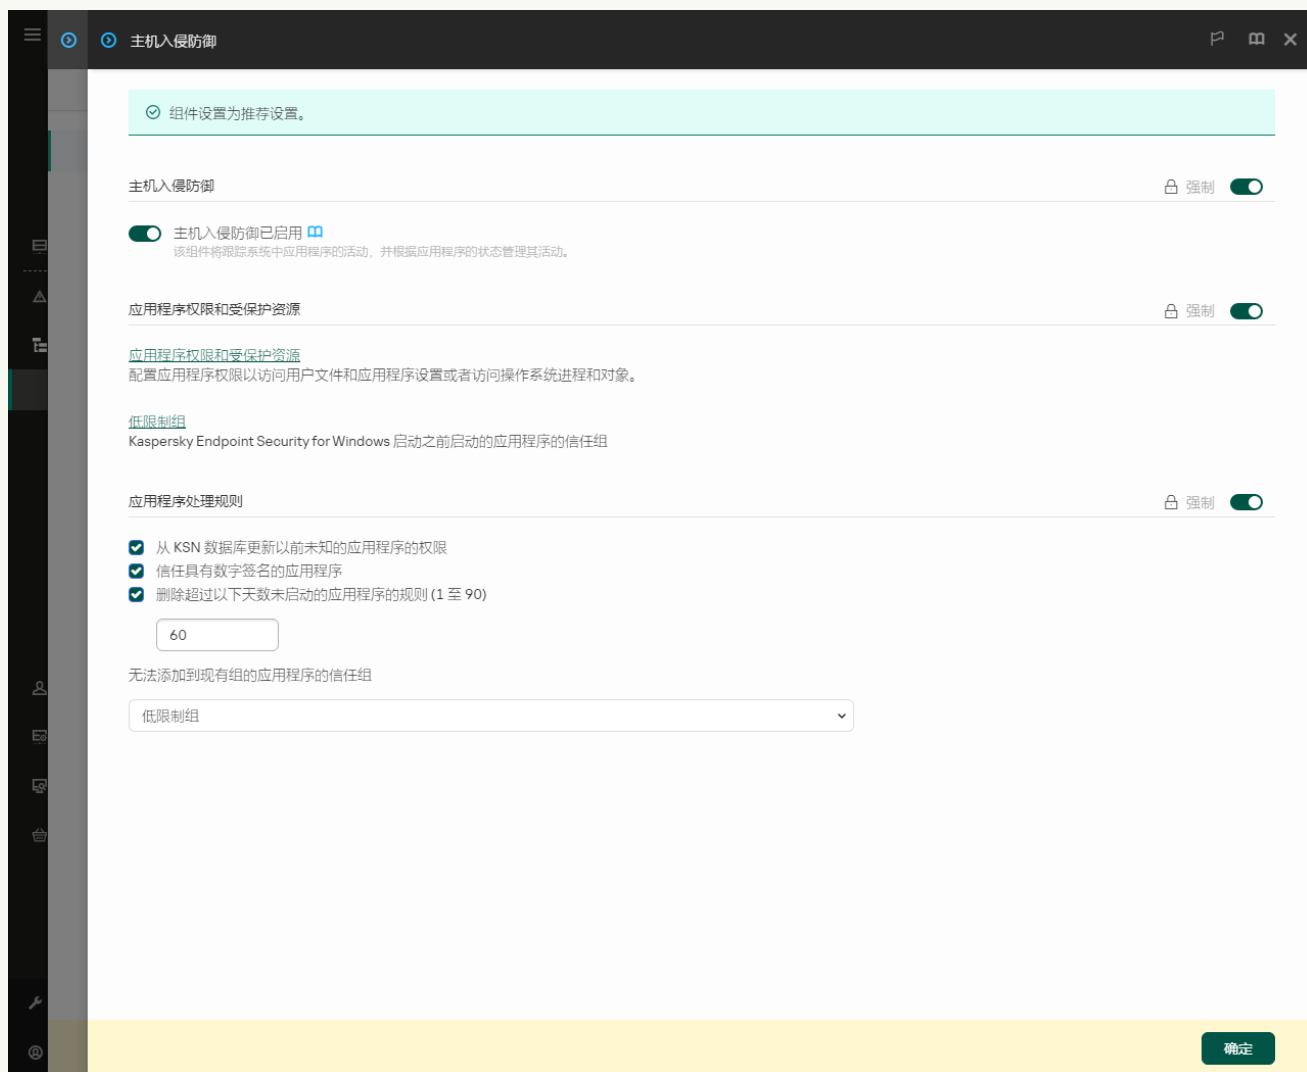 主机入侵防御
组件设置为推荐设置。
主机入侵防御
强制
主机入侵防御已启用
该组件将跟踪系统中应用程序的活动，并根据应用程序的状态管理其活动。
应用程序权限和受保护资源
强制
应用程序权限和受保护资源
配置应用程序权限以访问用户文件和应用程序设置或者访问操作系统进程和对象。
低限制组
Kaspersky Endpoint Security for Windows 启动之前启动的应用程序的信任组
应用程序处理规则
强制
从 KSN 数据库更新以前未知的应用程序的权限
信任具有数字签名的应用程序
删除超过以下天数未启动的应用程序的规则 (1 至 90)
60
无法添加到现有组的应用程序的信任组
低限制组
确定